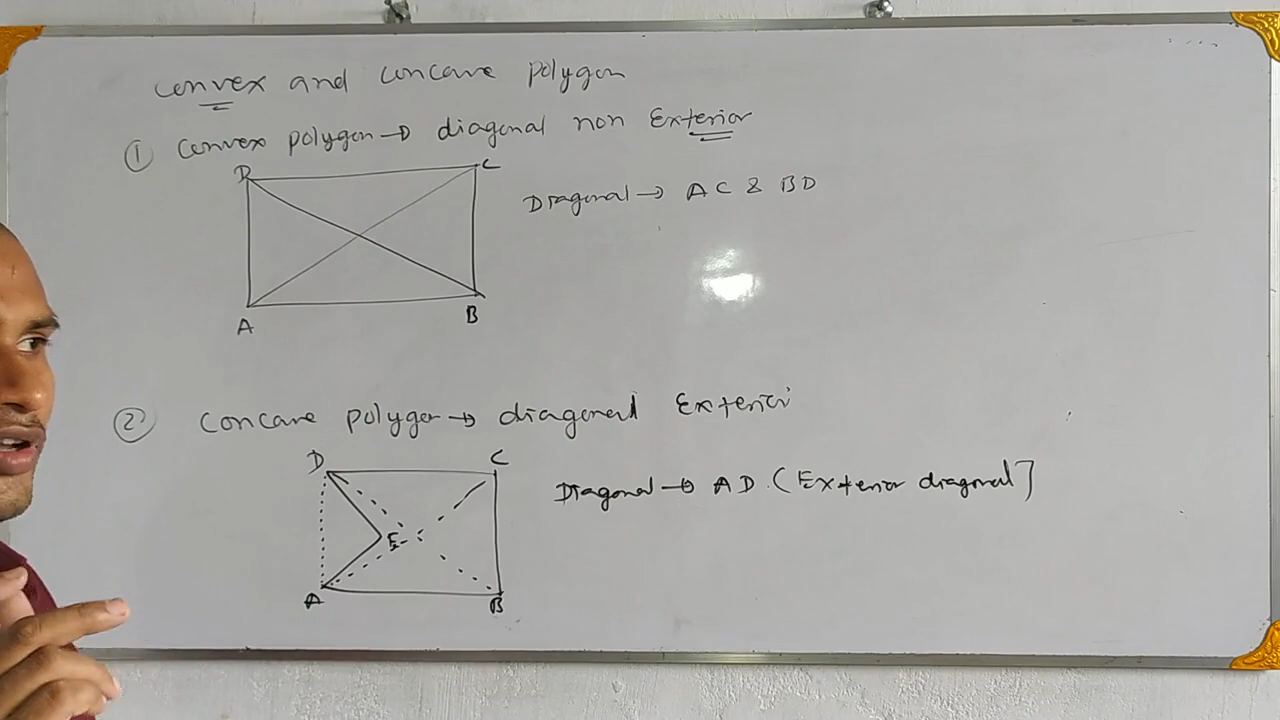 convex and concave polygon
① convex polygon → diagonal non Exterior
D C
Diagonal → AC & BD
A B
② concave polygon → diagonal Exterior
D C
Diagonal → AD (Exterior diagonal]
E
A B